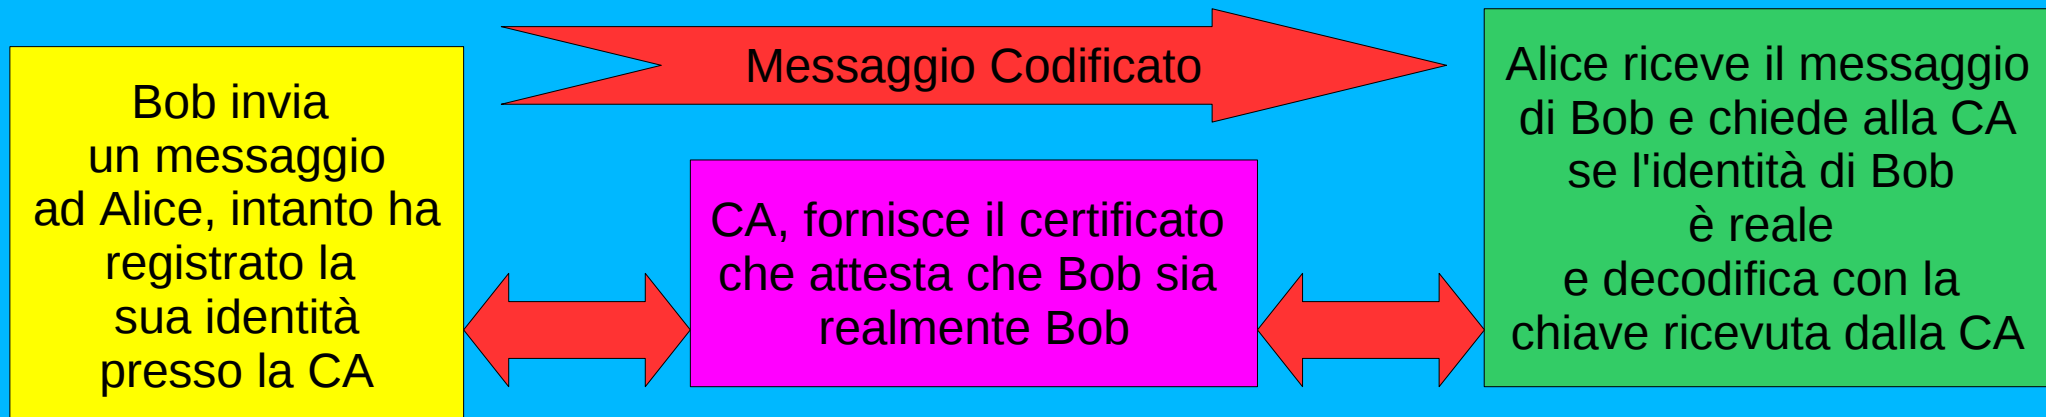 Bob invia
un messaggio
ad Alice, intanto ha
registrato la
sua identità
presso la CA
Messaggio Codificato
CA, fornisce il certificato
che attesta che Bob sia
realmente Bob
Alice riceve il messaggio
di Bob e chiede alla CA
se l'identità di Bob
è reale
e decodifica con la
chiave ricevuta dalla CA